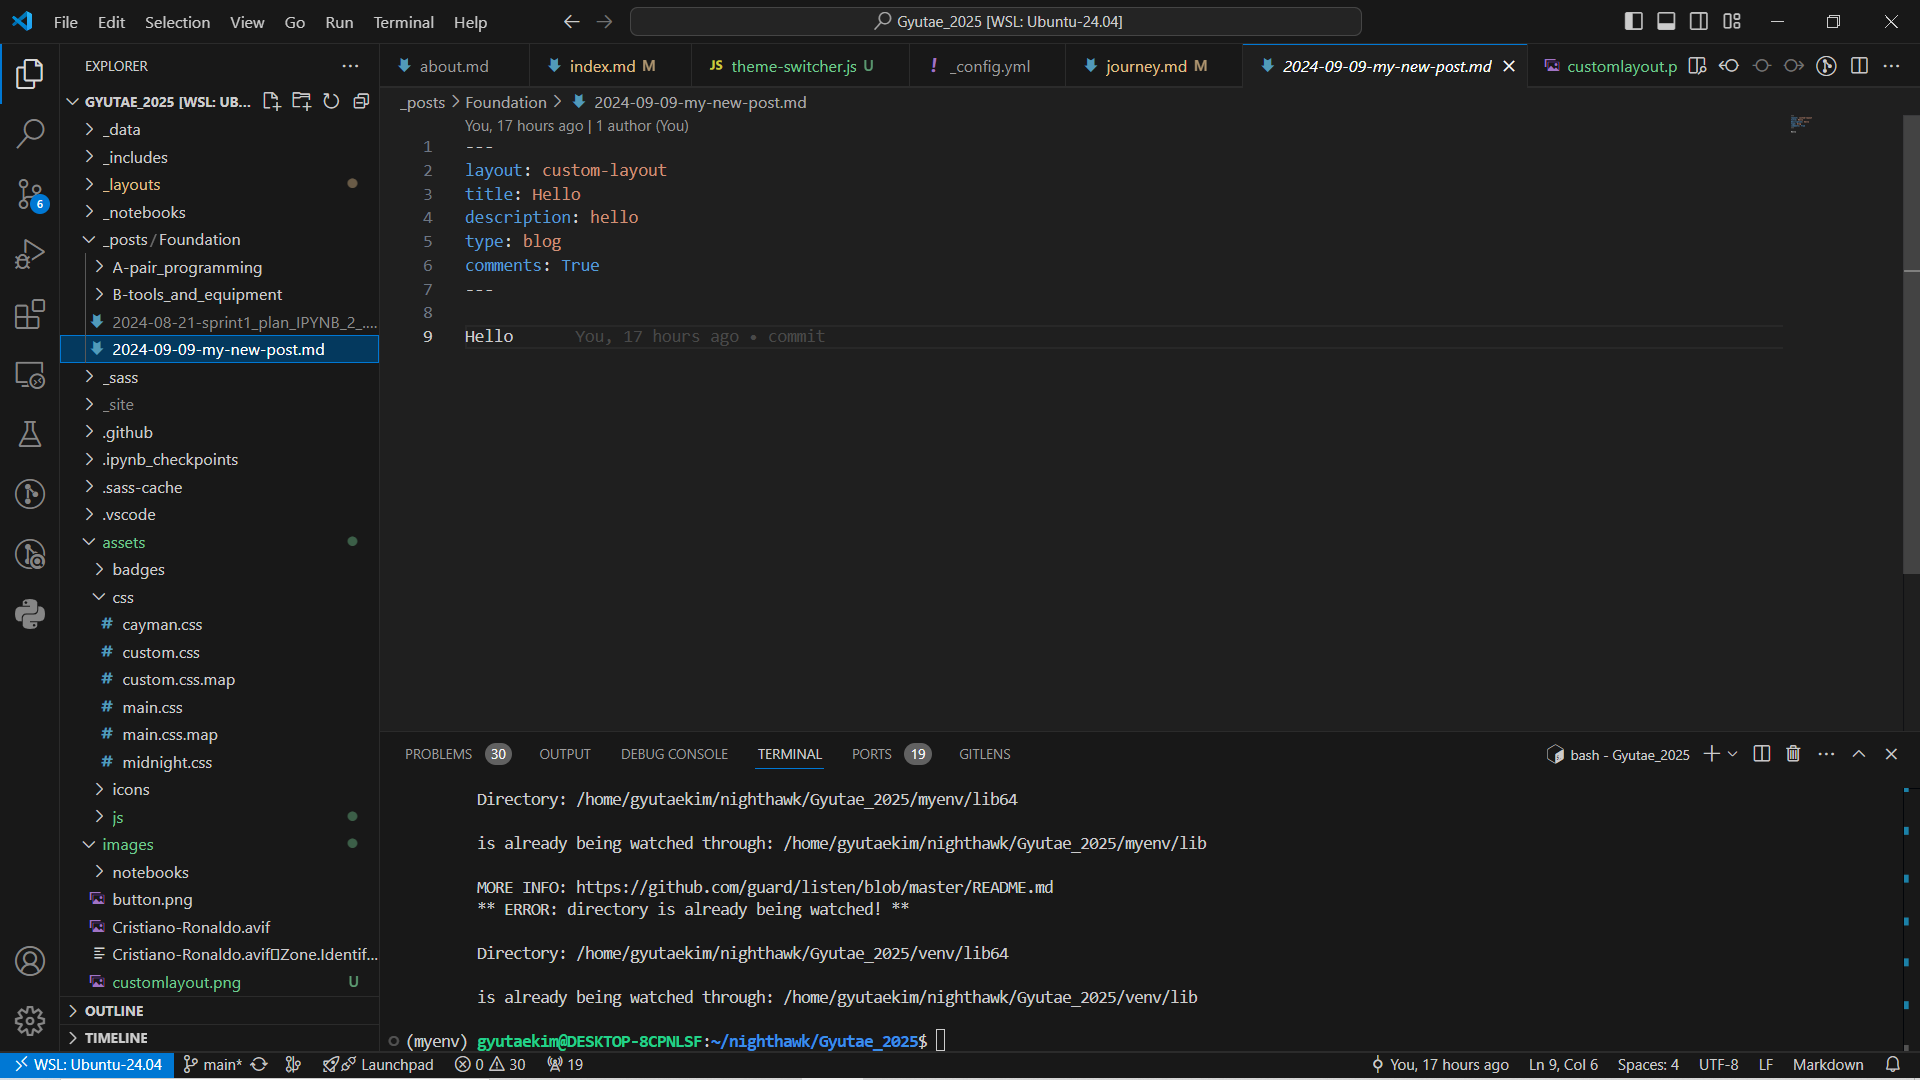 File Edit Selection View Go Run Terminal Help
Gyutae_2025 [WSL: Ubuntu-24.04]
EXPLORER
GYUTAE_2025 [WSL: UB...
_data
_includes
_layouts
_notebooks
_posts / Foundation
A-pair_programming
B-tools_and_equipment
2024-08-21-sprint1_plan_IPYNB_2_....
2024-09-09-my-new-post.md
_sass
_site
.github
.ipynb_checkpoints
.sass-cache
.vscode
assets
badges
css
# cayman.css
# custom.css
# custom.css.map
# main.css
# main.css.map
# midnight.css
icons
js
images
notebooks
button.png
Cristiano-Ronaldo.avif
Cristiano-Ronaldo.avif▯Zone.Identif...
customlayout.png U
OUTLINE
TIMELINE
6
about.md
index.md M
JS theme-switcher.js U
! _config.yml
journey.md M
2024-09-09-my-new-post.md
customlayout.p
_posts > Foundation > 2024-09-09-my-new-post.md
You, 17 hours ago | 1 author (You)
1 ---
2 layout: custom-layout
3 title: Hello
4 description: hello
5 type: blog
6 comments: True
7 ---
8
9 Hello You, 17 hours ago • commit
PROBLEMS 30 OUTPUT DEBUG CONSOLE TERMINAL PORTS 19 GITLENS
bash - Gyutae_2025
Directory: /home/gyutaekim/nighthawk/Gyutae_2025/myenv/lib64
is already being watched through: /home/gyutaekim/nighthawk/Gyutae_2025/myenv/lib
MORE INFO: https://github.com/guard/listen/blob/master/README.md
** ERROR: directory is already being watched! **
Directory: /home/gyutaekim/nighthawk/Gyutae_2025/venv/lib64
is already being watched through: /home/gyutaekim/nighthawk/Gyutae_2025/venv/lib
(myenv) gyutaekim@DESKTOP-8CPNLSF:~/nighthawk/Gyutae_2025$
WSL: Ubuntu-24.04 main* Launchpad 0 30 19
You, 17 hours ago Ln 9, Col 6 Spaces: 4 UTF-8 LF Markdown